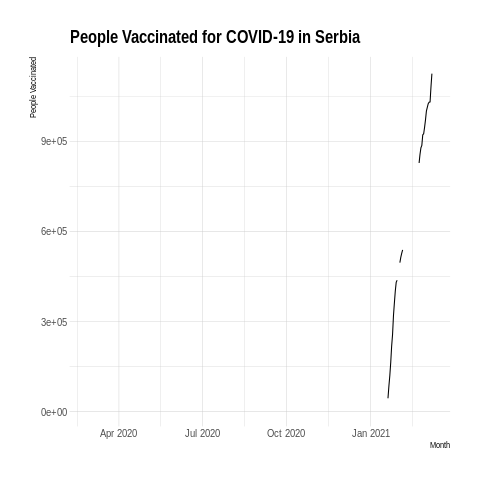 People Vaccinated for COVID-19 in Serbia
People Vaccinated
9e+05
6e+05
3e+05
0e+00
Apr 2020
Jul 2020
Oct 2020
Jan 2021
Month